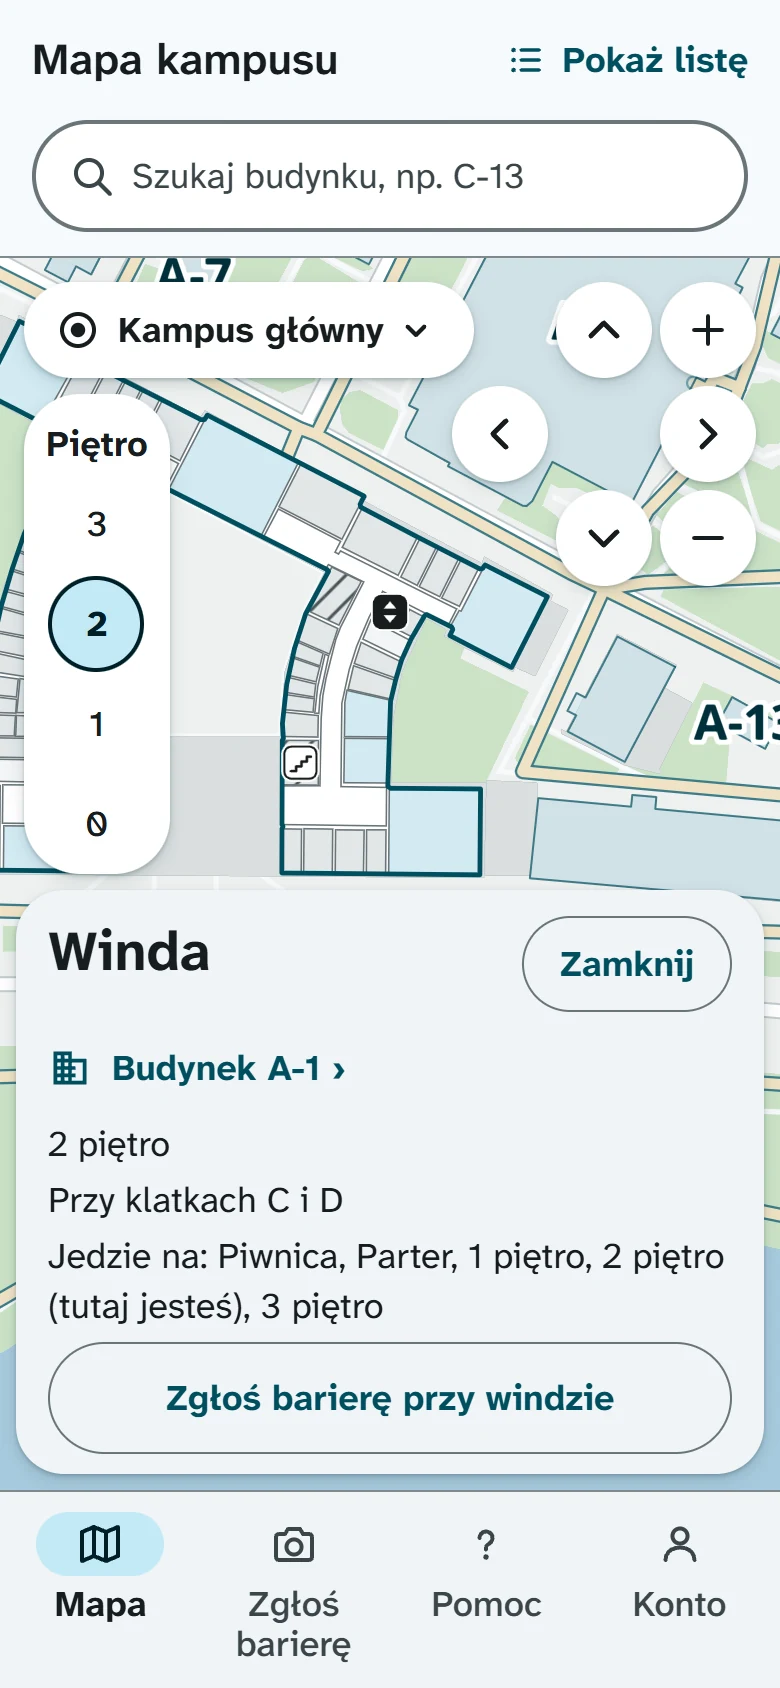 Mapa kampusu
Pokaż listę
Szukaj budynku, np. C-13
A-7
Kampus główny
Piętro
3
2
1
0
A-13
Winda
Zamknij
Budynek A-1 ›
2 piętro
Przy klatkach C i D
Jedzie na: Piwnica, Parter, 1 piętro, 2 piętro
(tutaj jesteś), 3 piętro
Zgłoś barierę przy windzie
Mapa
Zgłoś
barierę
Pomoc
Konto